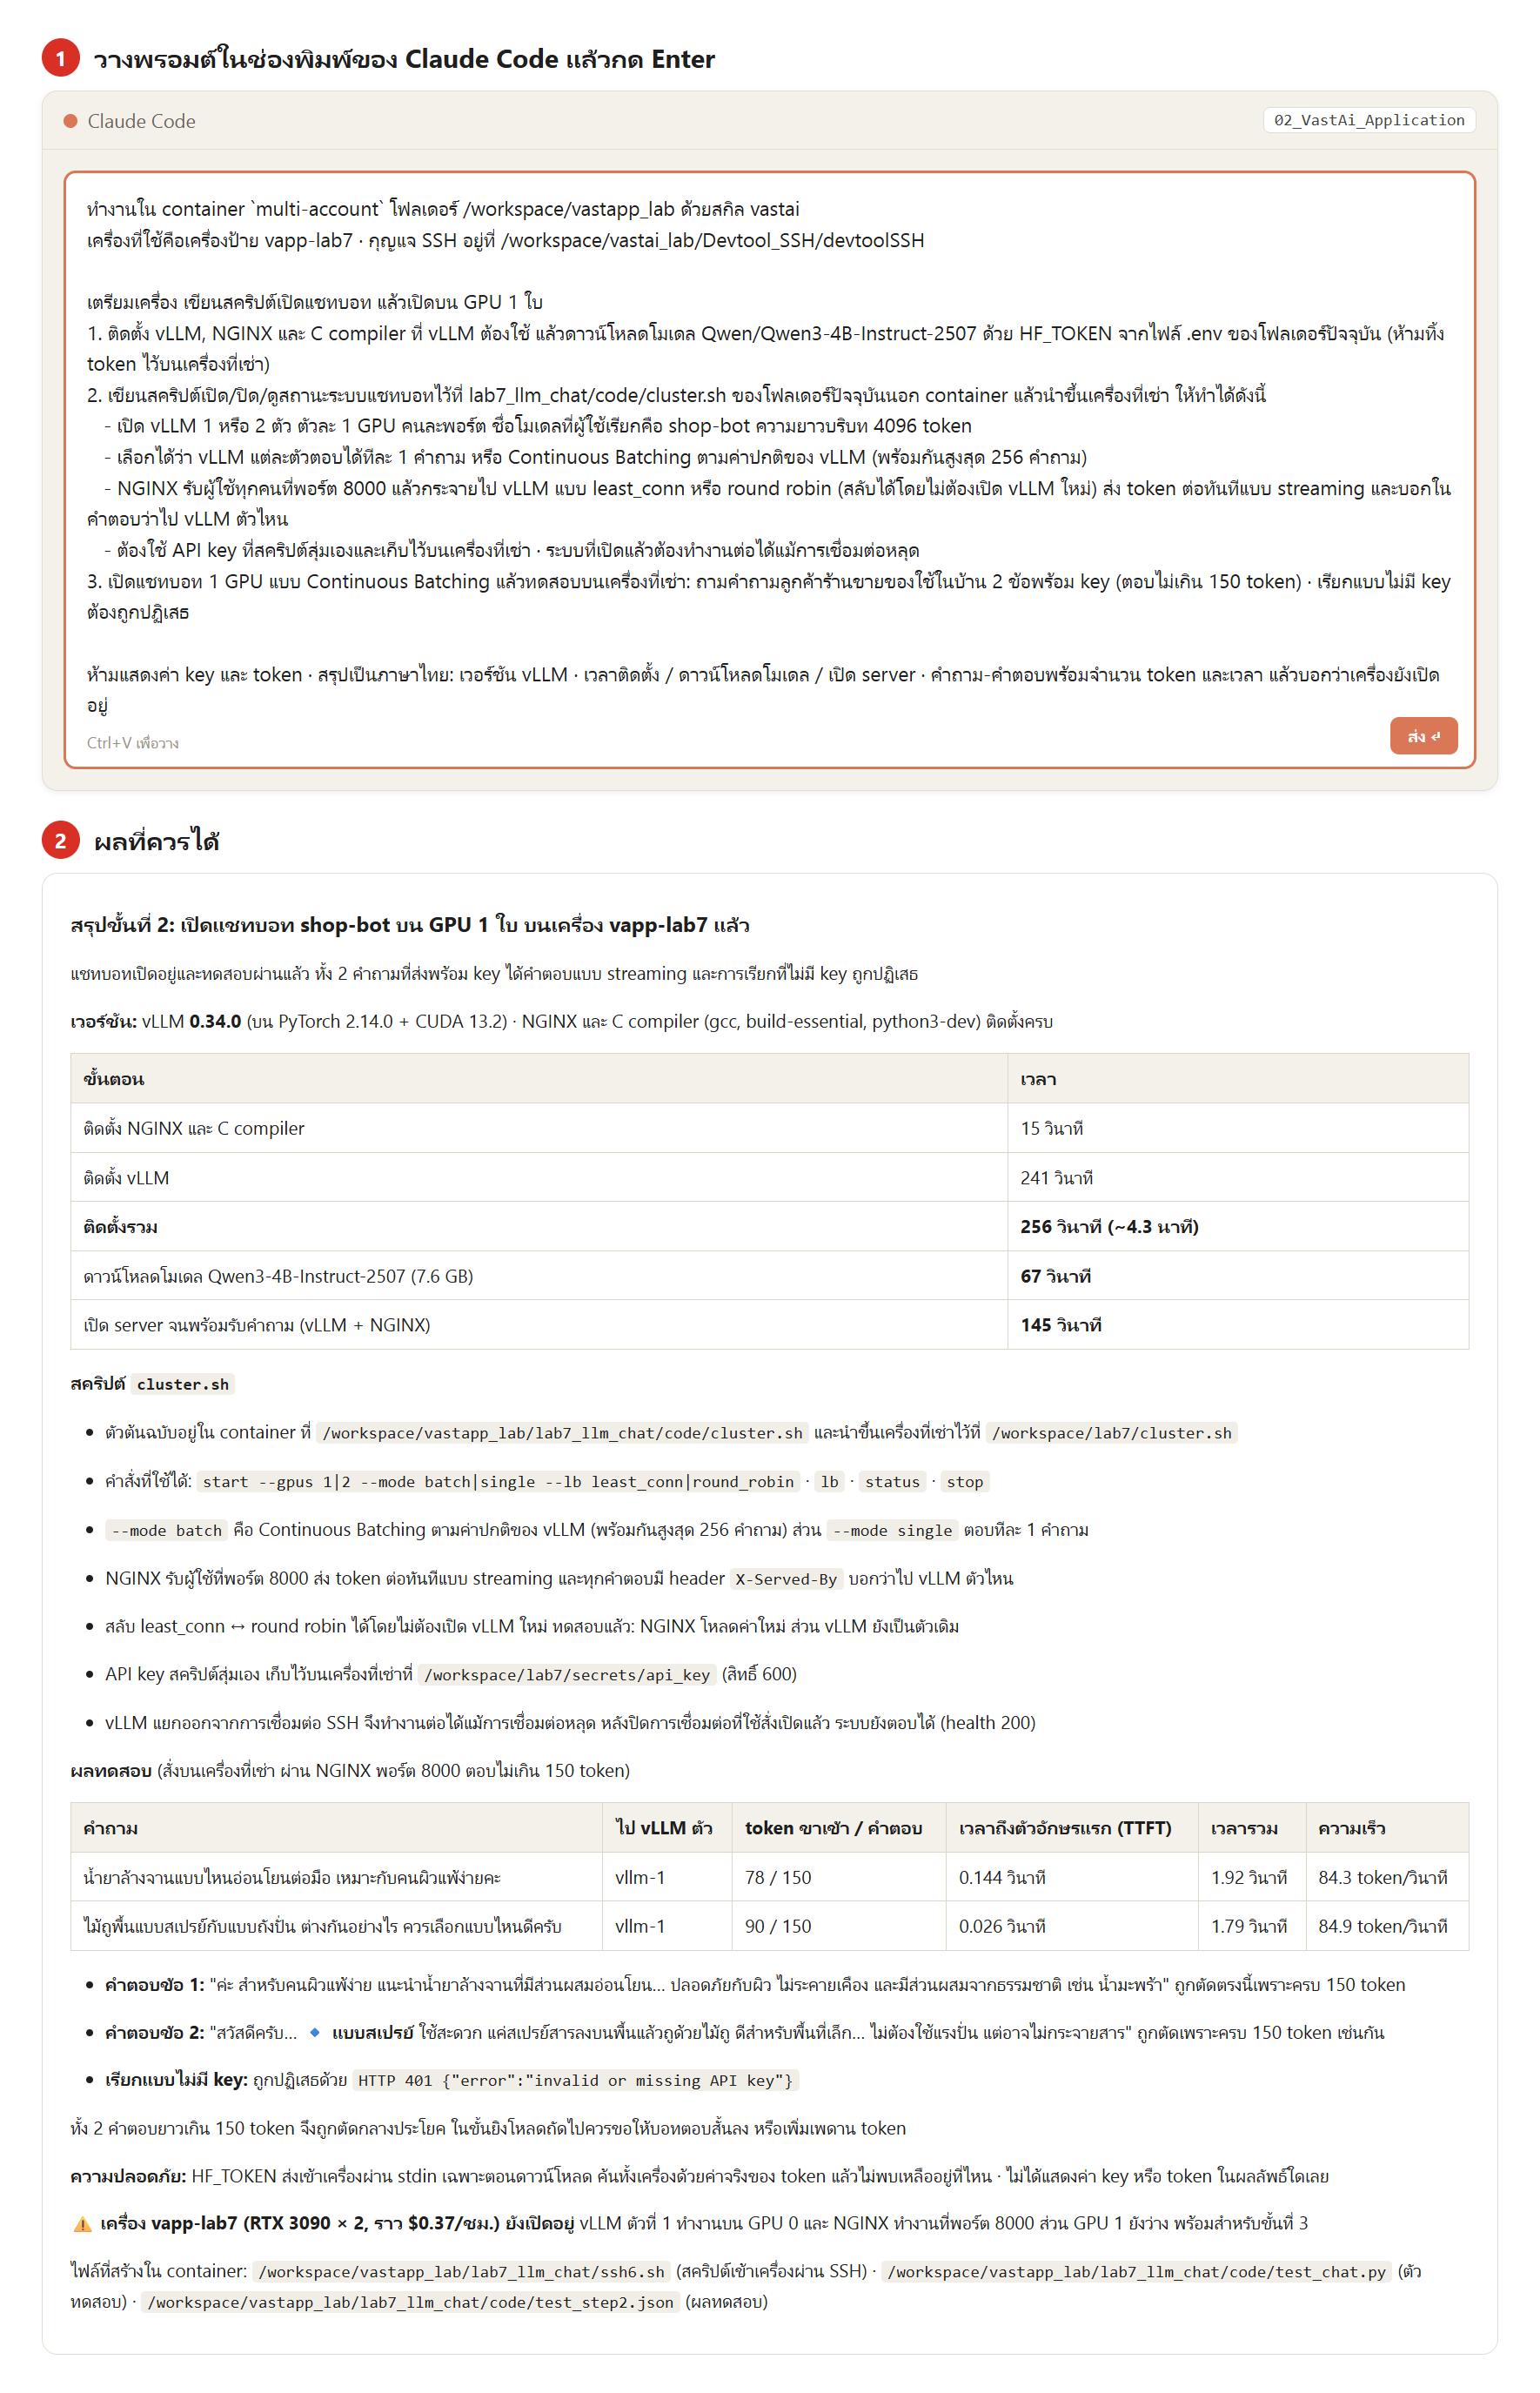 1 วางพรอมต์ในช่องพิมพ์ของ Claude Code แล้วกด Enter
Claude Code
02_VastAi_Application
ทำงานใน container `multi-account` โฟลเดอร์ /workspace/vastapp_lab ด้วยสกิล vastai
เครื่องที่ใช้คือเครื่องป้าย vapp-lab7 · กุญแจ SSH อยู่ที่ /workspace/vastai_lab/Devtool_SSH/devtoolSSH
เตรียมเครื่อง เขียนสคริปต์เปิดแชทบอท แล้วเปิดบน GPU 1 ใบ
1. ติดตั้ง vLLM, NGINX และ C compiler ที่ vLLM ต้องใช้ แล้วดาวน์โหลดโมเดล Qwen/Qwen3-4B-Instruct-2507 ด้วย HF_TOKEN จากไฟล์ .env ของโฟลเดอร์ปัจจุบัน (ห้ามทิ้ง
token ไว้บนเครื่องที่เช่า)
2. เขียนสคริปต์เปิด/ปิด/ดูสถานะระบบแชทบอทไว้ที่ lab7_llm_chat/code/cluster.sh ของโฟลเดอร์ปัจจุบันนอก container แล้วนำขึ้นเครื่องที่เช่า ให้ทำได้ดังนี้
- เปิด vLLM 1 หรือ 2 ตัว ตัวละ 1 GPU คนละพอร์ต ชื่อโมเดลที่ผู้ใช้เรียกคือ shop-bot ความยาวบริบท 4096 token
- เลือกได้ว่า vLLM แต่ละตัวตอบได้ทีละ 1 คำถาม หรือ Continuous Batching ตามค่าปกติของ vLLM (พร้อมกันสูงสุด 256 คำถาม)
- NGINX รับผู้ใช้ทุกคนที่พอร์ต 8000 แล้วกระจายไป vLLM แบบ least_conn หรือ round robin (สลับได้โดยไม่ต้องเปิด vLLM ใหม่) ส่ง token ต่อทันทีแบบ streaming และบอกใน
คำตอบว่าไป vLLM ตัวไหน
- ต้องใช้ API key ที่สคริปต์สุ่มเองและเก็บไว้บนเครื่องที่เช่า · ระบบที่เปิดแล้วต้องทำงานต่อได้แม้การเชื่อมต่อหลุด
3. เปิดแชทบอท 1 GPU แบบ Continuous Batching แล้วทดสอบบนเครื่องที่เช่า: ถามคำถามลูกค้าร้านขายของใช้ในบ้าน 2 ข้อพร้อม key (ตอบไม่เกิน 150 token) · เรียกแบบไม่มี key
ต้องถูกปฏิเสธ
ห้ามแสดงค่า key และ token · สรุปเป็นภาษาไทย: เวอร์ชัน vLLM · เวลาติดตั้ง / ดาวน์โหลดโมเดล / เปิด server · คำถาม-คำตอบพร้อมจำนวน token และเวลา แล้วบอกว่าเครื่องยังเปิด
อยู่
Ctrl+V เพื่อวาง
ส่ง ⏎
2 ผลที่ควรได้
สรุปขั้นที่ 2: เปิดแชทบอท shop-bot บน GPU 1 ใบ บนเครื่อง vapp-lab7 แล้ว
แชทบอทเปิดอยู่และทดสอบผ่านแล้ว ทั้ง 2 คำถามที่ส่งพร้อม key ได้คำตอบแบบ streaming และการเรียกที่ไม่มี key ถูกปฏิเสธ
เวอร์ชัน: vLLM 0.34.0 (บน PyTorch 2.14.0 + CUDA 13.2) · NGINX และ C compiler (gcc, build-essential, python3-dev) ติดตั้งครบ
ขั้นตอน เวลา
ติดตั้ง NGINX และ C compiler 15 วินาที
ติดตั้ง vLLM 241 วินาที
ติดตั้งรวม 256 วินาที (~4.3 นาที)
ดาวน์โหลดโมเดล Qwen3-4B-Instruct-2507 (7.6 GB) 67 วินาที
เปิด server จนพร้อมรับคำถาม (vLLM + NGINX) 145 วินาที
สคริปต์ cluster.sh
• ตัวต้นฉบับอยู่ใน container ที่ /workspace/vastapp_lab/lab7_llm_chat/code/cluster.sh และนำขึ้นเครื่องที่เช่าไว้ที่ /workspace/lab7/cluster.sh
• คำสั่งที่ใช้ได้: start --gpus 1|2 --mode batch|single --lb least_conn|round_robin · lb · status · stop
• --mode batch คือ Continuous Batching ตามค่าปกติของ vLLM (พร้อมกันสูงสุด 256 คำถาม) ส่วน --mode single ตอบทีละ 1 คำถาม
• NGINX รับผู้ใช้ที่พอร์ต 8000 ส่ง token ต่อทันทีแบบ streaming และทุกคำตอบมี header X-Served-By บอกว่าไป vLLM ตัวไหน
• สลับ least_conn ↔ round robin ได้โดยไม่ต้องเปิด vLLM ใหม่ ทดสอบแล้ว: NGINX โหลดค่าใหม่ ส่วน vLLM ยังเป็นตัวเดิม
• API key สคริปต์สุ่มเอง เก็บไว้บนเครื่องที่เช่าที่ /workspace/lab7/secrets/api_key (สิทธิ์ 600)
• vLLM แยกออกจากการเชื่อมต่อ SSH จึงทำงานต่อได้แม้การเชื่อมต่อหลุด หลังปิดการเชื่อมต่อที่ใช้สั่งเปิดแล้ว ระบบยังตอบได้ (health 200)
ผลทดสอบ (สั่งบนเครื่องที่เช่า ผ่าน NGINX พอร์ต 8000 ตอบไม่เกิน 150 token)
คำถาม ไป vLLM ตัว token ขาเข้า / คำตอบ เวลาถึงตัวอักษรแรก (TTFT) เวลารวม ความเร็ว
น้ำยาล้างจานแบบไหนอ่อนโยนต่อมือ เหมาะกับคนผิวแพ้ง่ายคะ vllm-1 78 / 150 0.144 วินาที 1.92 วินาที 84.3 token/วินาที
ไม้ถูพื้นแบบสเปรย์กับแบบถังปั่น ต่างกันอย่างไร ควรเลือกแบบไหนดีครับ vllm-1 90 / 150 0.026 วินาที 1.79 วินาที 84.9 token/วินาที
• คำตอบข้อ 1: "ค่ะ สำหรับคนผิวแพ้ง่าย แนะนำน้ำยาล้างจานที่มีส่วนผสมอ่อนโยน... ปลอดภัยกับผิว ไม่ระคายเคือง และมีส่วนผสมจากธรรมชาติ เช่น น้ำมะพร้า" ถูกตัดตรงนี้เพราะครบ 150 token
• คำตอบข้อ 2: "สวัสดีครับ... 🔹 แบบสเปรย์ ใช้สะดวก แค่สเปรย์สารลงบนพื้นแล้วถูด้วยไม้ถู ดีสำหรับพื้นที่เล็ก... ไม่ต้องใช้แรงปั่น แต่อาจไม่กระจายสาร" ถูกตัดเพราะครบ 150 token เช่นกัน
• เรียกแบบไม่มี key: ถูกปฏิเสธด้วย HTTP 401 {"error":"invalid or missing API key"}
ทั้ง 2 คำตอบยาวเกิน 150 token จึงถูกตัดกลางประโยค ในขั้นยิงโหลดถัดไปควรขอให้บอทตอบสั้นลง หรือเพิ่มเพดาน token
ความปลอดภัย: HF_TOKEN ส่งเข้าเครื่องผ่าน stdin เฉพาะตอนดาวน์โหลด ค้นทั้งเครื่องด้วยค่าจริงของ token แล้วไม่พบเหลืออยู่ที่ไหน · ไม่ได้แสดงค่า key หรือ token ในผลลัพธ์ใดเลย
⚠️ เครื่อง vapp-lab7 (RTX 3090 × 2, ราว $0.37/ชม.) ยังเปิดอยู่ vLLM ตัวที่ 1 ทำงานบน GPU 0 และ NGINX ทำงานที่พอร์ต 8000 ส่วน GPU 1 ยังว่าง พร้อมสำหรับขั้นที่ 3
ไฟล์ที่สร้างใน container: /workspace/vastapp_lab/lab7_llm_chat/ssh6.sh (สคริปต์เข้าเครื่องผ่าน SSH) · /workspace/vastapp_lab/lab7_llm_chat/code/test_chat.py (ตัว
ทดสอบ) · /workspace/vastapp_lab/lab7_llm_chat/code/test_step2.json (ผลทดสอบ)